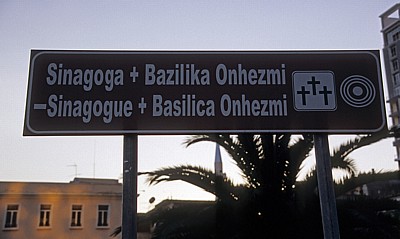 Sinagoga + Bazilika Onhezmi
–Sinagogue + Basilica Onhezmi